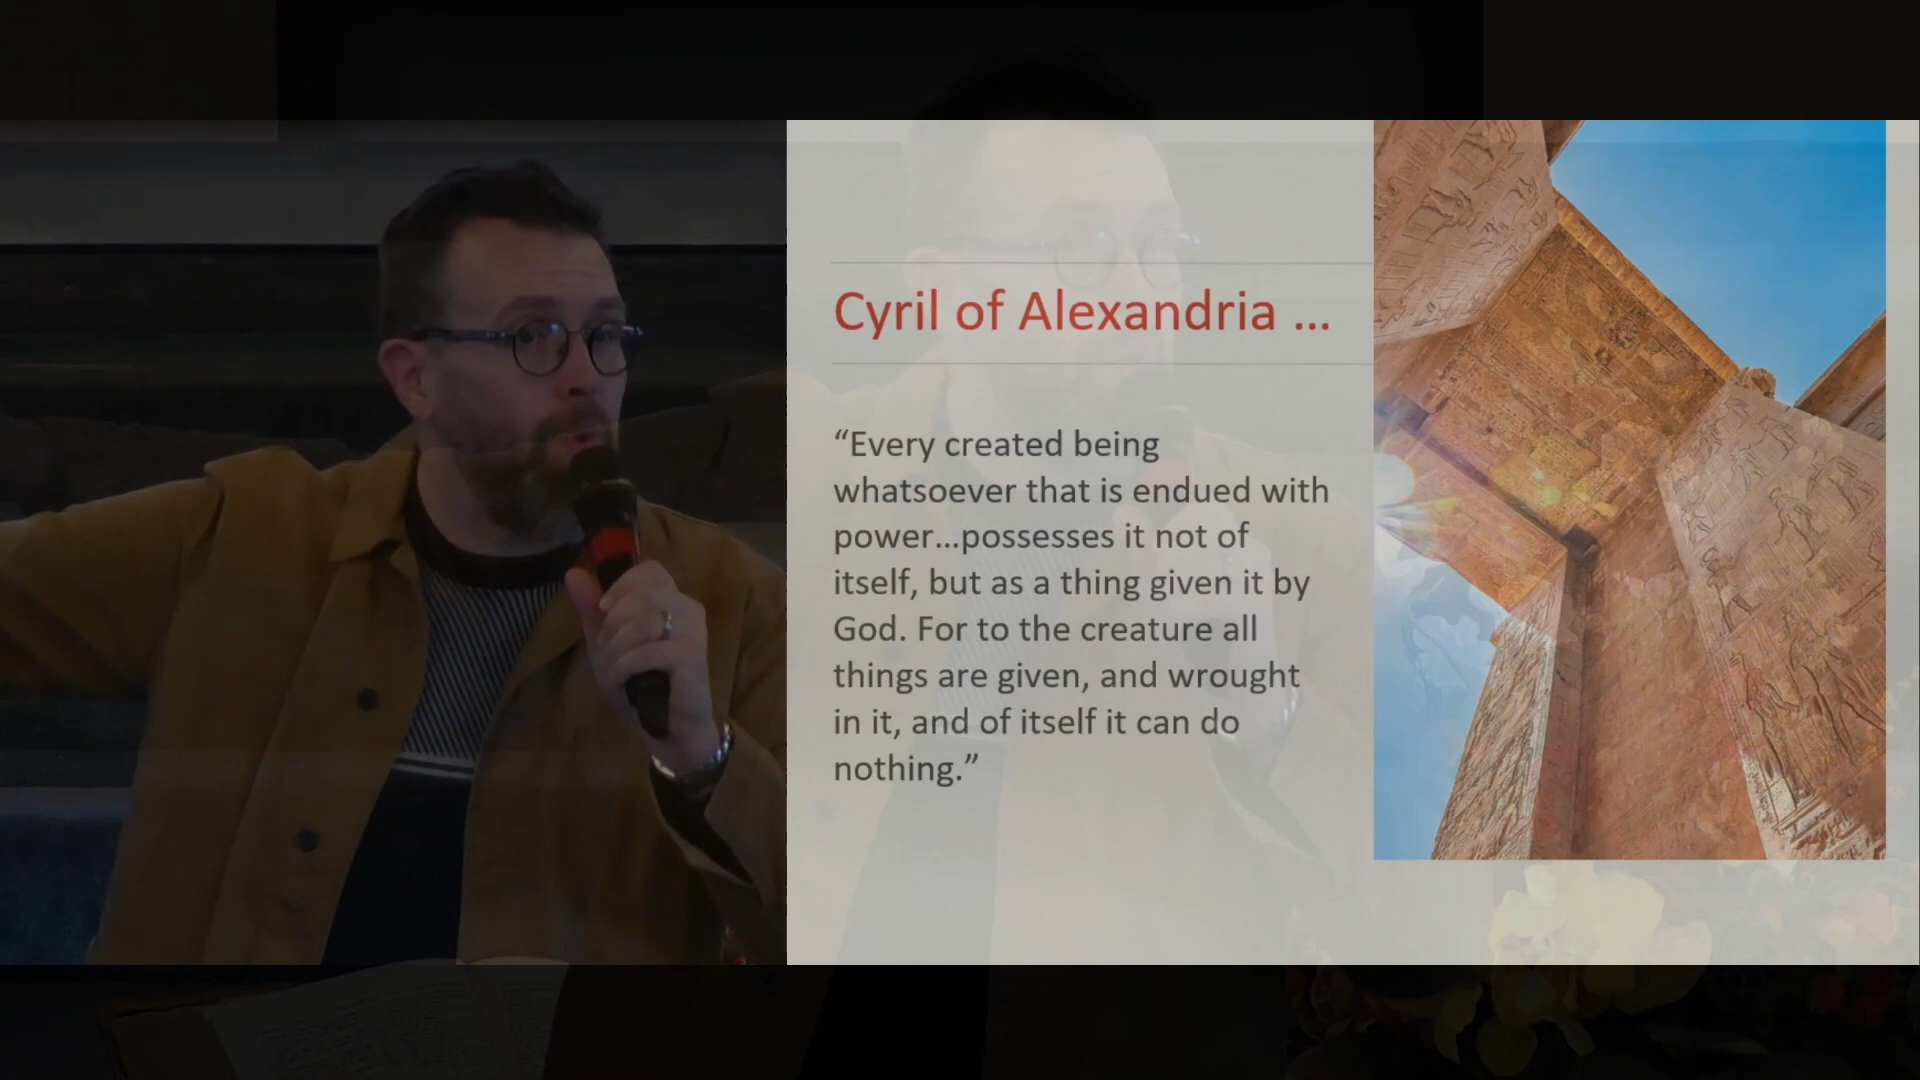 Cyril of Alexandria ...
“Every created being
whatsoever that is endued with
power...possesses it not of
itself, but as a thing given it by
God. For to the creature all
things are given, and wrought
in it, and of itself it can do
nothing.”